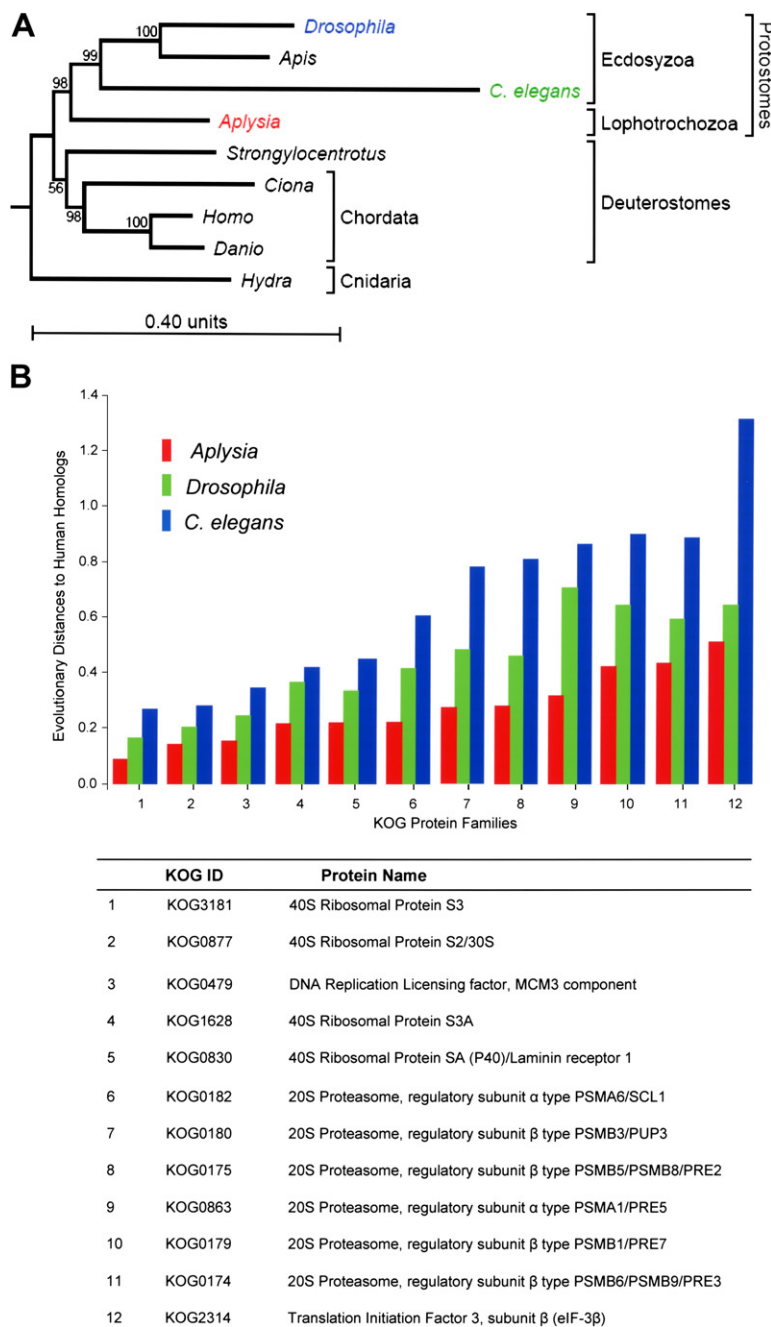 A
Drosophila
100
Apis
99
Ecdosyzoa
Protostomes
98
C. elegans
Aplysia
Lophotrochozoa
Strongylocentrotus
56
Ciona
98
Homo
100
Chordata
Deuterostomes
Danio
Hydra
Cnidaria
0.40 units
B
Evolutionary Distances to Human Homologs
1.4
1.2
1.0
0.8
0.6
0.4
0.2
0.0
Aplysia
Drosophila
C. elegans
1 2 3 4 5 6 7 8 9 10 11 12
KOG Protein Families
KOG ID Protein Name
1 KOG3181 40S Ribosomal Protein S3
2 KOG0877 40S Ribosomal Protein S2/30S
3 KOG0479 DNA Replication Licensing factor, MCM3 component
4 KOG1628 40S Ribosomal Protein S3A
5 KOG0830 40S Ribosomal Protein SA (P40)/Laminin receptor 1
6 KOG0182 20S Proteasome, regulatory subunit α type PSMA6/SCL1
7 KOG0180 20S Proteasome, regulatory subunit β type PSMB3/PUP3
8 KOG0175 20S Proteasome, regulatory subunit β type PSMB5/PSMB8/PRE2
9 KOG0863 20S Proteasome, regulatory subunit α type PSMA1/PRE5
10 KOG0179 20S Proteasome, regulatory subunit β type PSMB1/PRE7
11 KOG0174 20S Proteasome, regulatory subunit β type PSMB6/PSMB9/PRE3
12 KOG2314 Translation Initiation Factor 3, subunit β (eIF-3β)